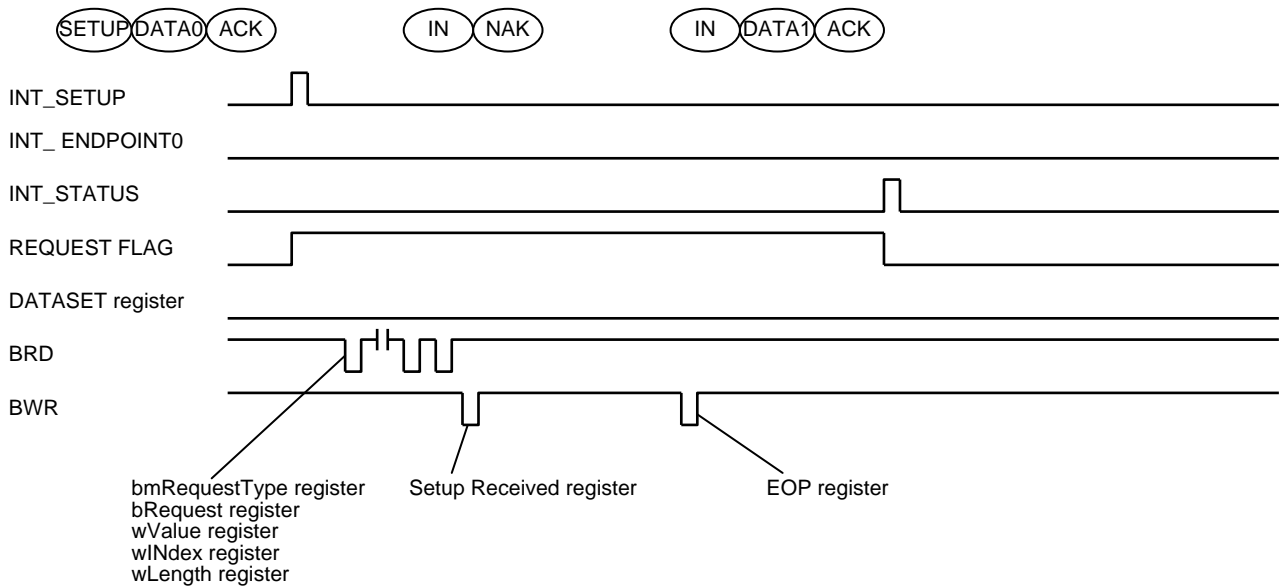 SETUP DATA0 ACK IN NAK IN DATA1 ACK
INT_SETUP
INT_ ENDPOINT0
INT_STATUS
REQUEST FLAG
DATASET register
BRD
BWR
bmRequestType register
bRequest register
wValue register
wINdex register
wLength register
Setup Received register
EOP register